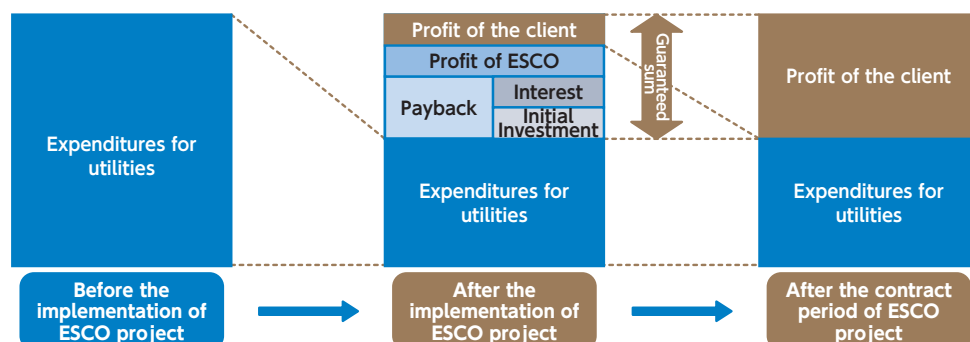 Expenditures for
utilities
Profit of the client
Profit of ESCO
Payback
Interest
Initial
Investment
Expenditures for
utilities
Guaranteed
sum
Profit of the client
Expenditures for
utilities
Before the
implementation of
ESCO project
After the
implementation of
ESCO project
After the contract
period of ESCO
project